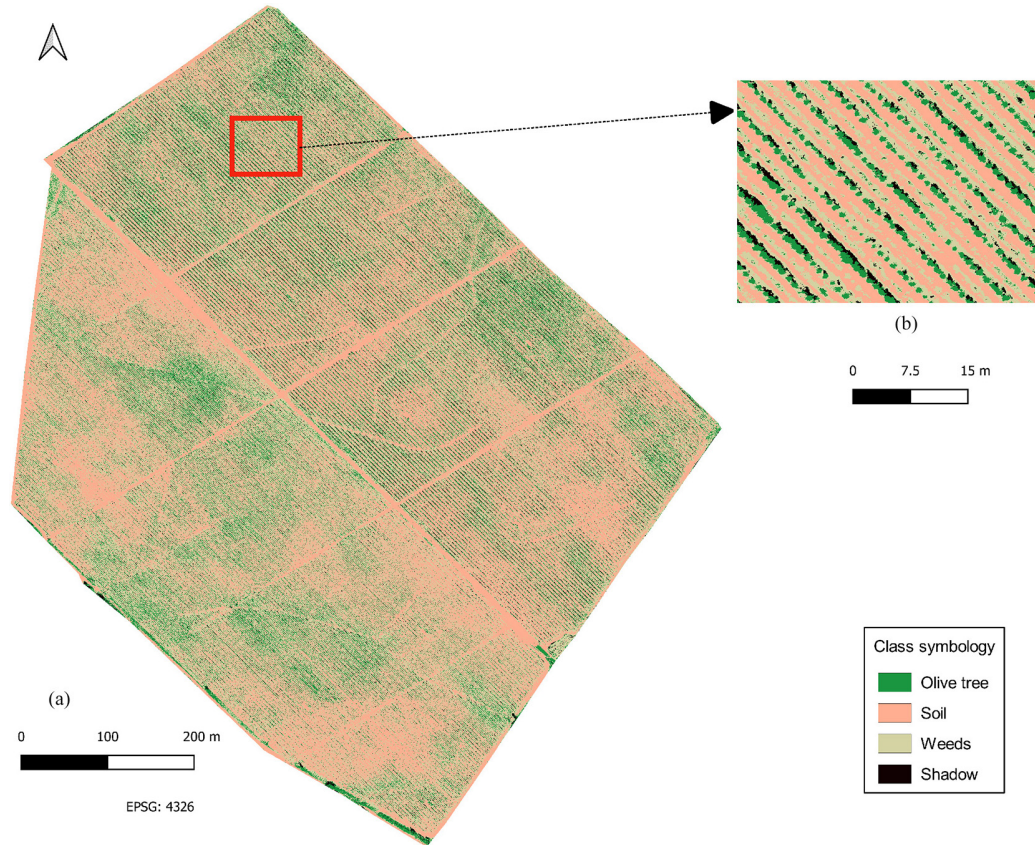 (b)
0 7.5 15 m
(a)
0 100 200 m
EPSG: 4326
Class symbology
Olive tree
Soil
Weeds
Shadow